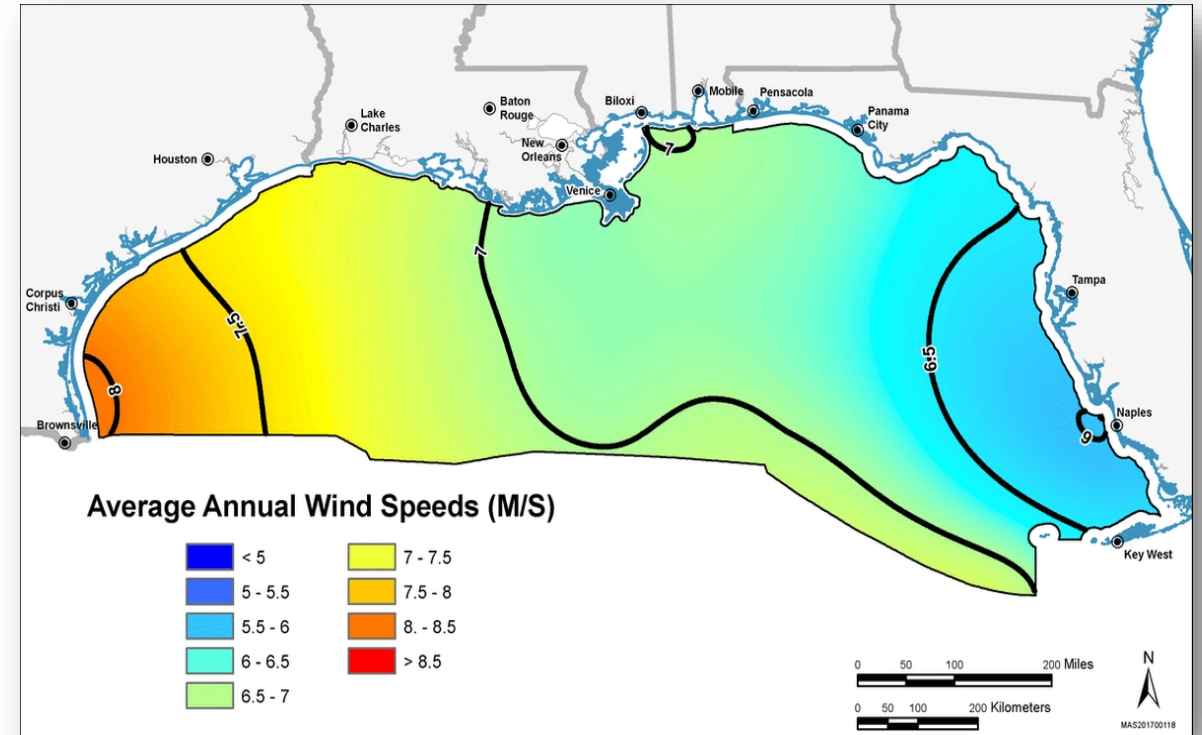 Mobile
Pensacola
Biloxi
Baton
Rouge
Panama
City
Lake
Charles
New
Orleans
Houston
7
Venice
7
Tampa
Corpus
Christi
7.5
6.5
8
Naples
6
Brownsville
Key West
Average Annual Wind Speeds (M/S)
< 5
7 - 7.5
5 - 5.5
7.5 - 8
5.5 - 6
8. - 8.5
6 - 6.5
> 8.5
6.5 - 7
0 50 100 200 Miles
0 50 100 200 Kilometers
N
MAS201700118